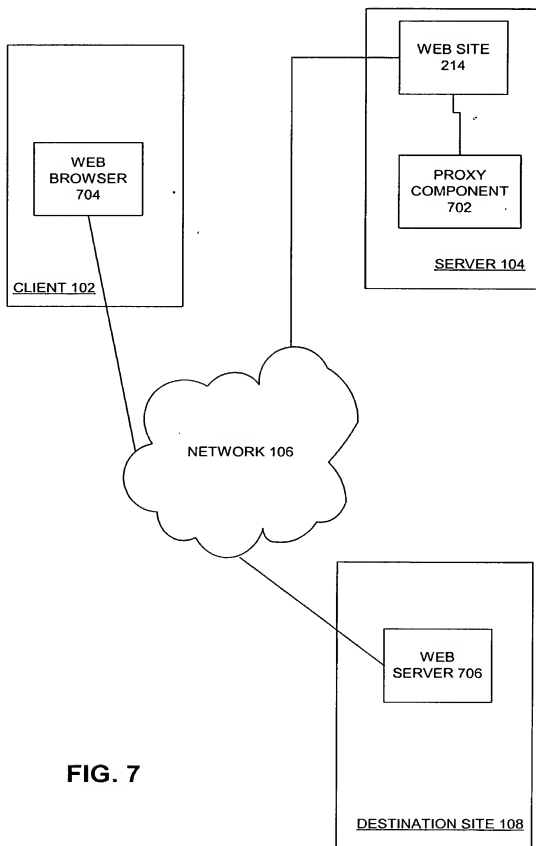 WEB SITE
214
PROXY
COMPONENT
702
SERVER 104
WEB
BROWSER
704
CLIENT 102
NETWORK 106
WEB
SERVER 706
FIG. 7
DESTINATION SITE 108